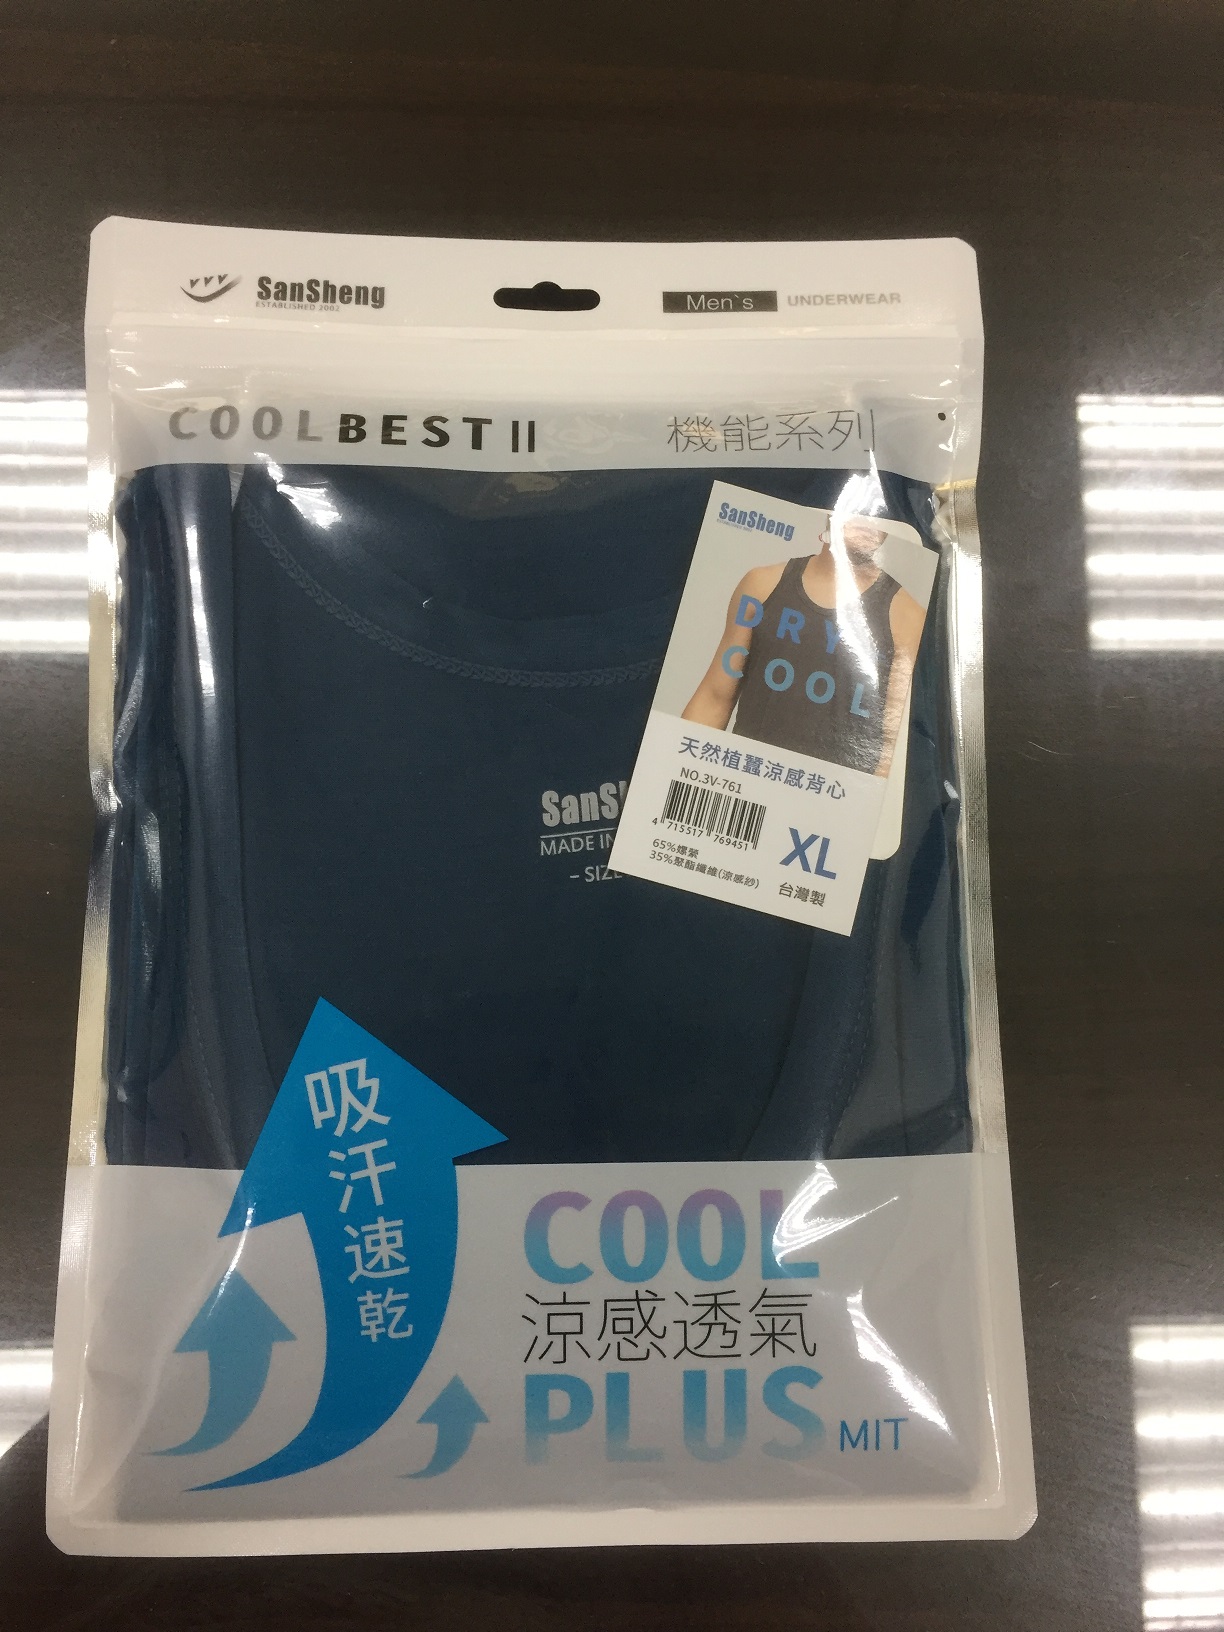 SanSheng
ESTABLISHED 2002
Men`s UNDERWEAR
COOLBEST II
機能系列
SanSheng
DRY
COOL
天然植蠶涼感背心
NO.3V-761
4 715517 769451
65%嫘縈
35%聚酯纖維(涼感紗)
XL
台灣製
SanS
MADE IN
– SIZE
吸汗速乾
COOL
涼感透氣
PLUS MIT